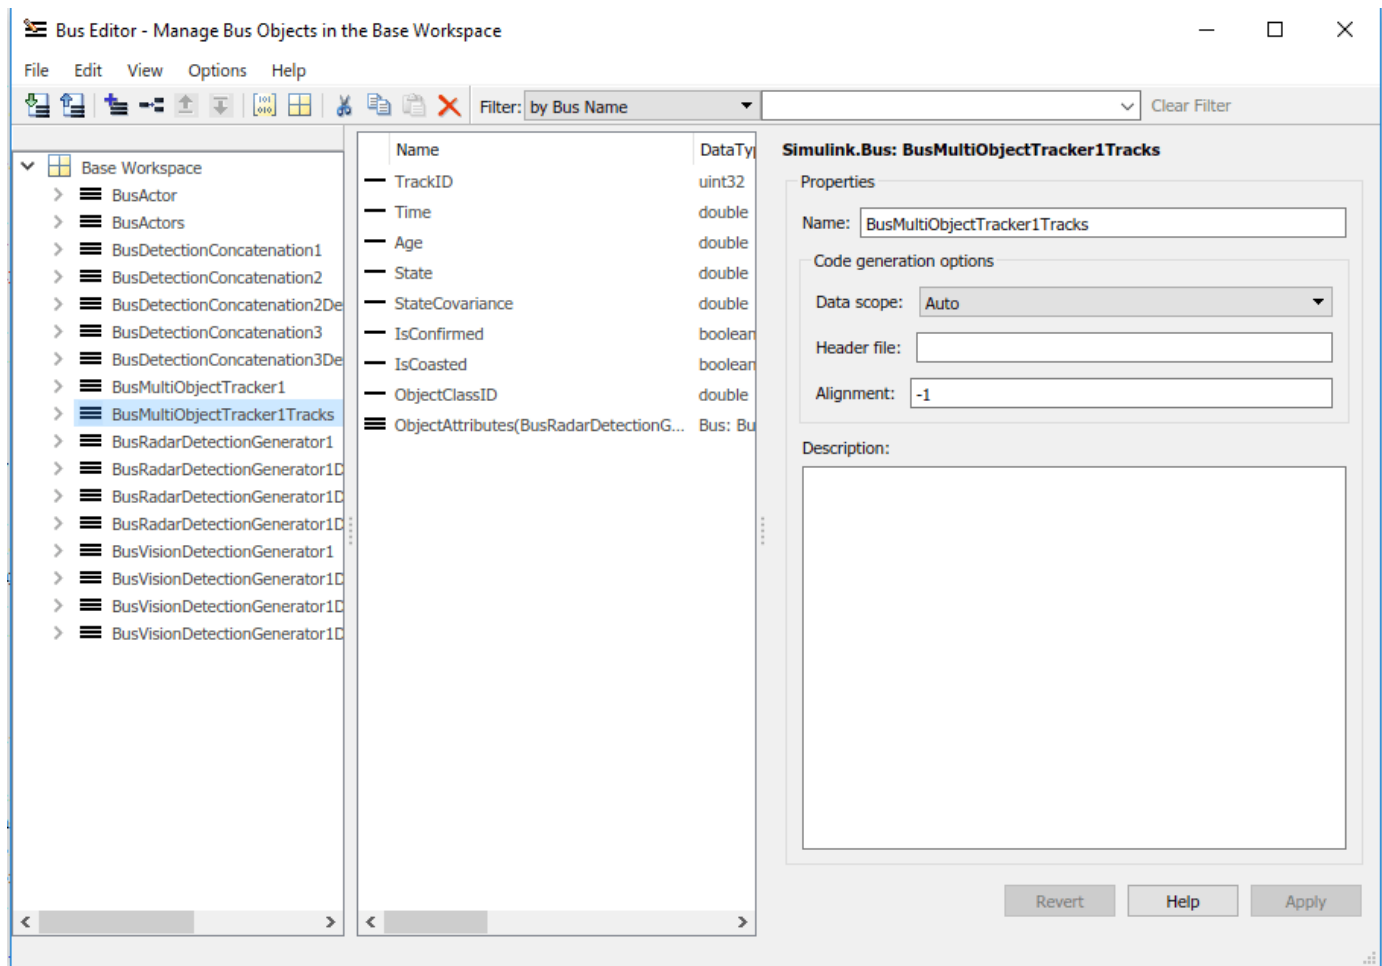 Bus Editor - Manage Bus Objects in the Base Workspace
File Edit View Options Help
Filter: by Bus Name Clear Filter
Base Workspace
BusActor
BusActors
BusDetectionConcatenation1
BusDetectionConcatenation2
BusDetectionConcatenation2De
BusDetectionConcatenation3
BusDetectionConcatenation3De
BusMultiObjectTracker1
BusMultiObjectTracker1Tracks
BusRadarDetectionGenerator1
BusRadarDetectionGenerator1D
BusRadarDetectionGenerator1D
BusRadarDetectionGenerator1D
BusVisionDetectionGenerator1
BusVisionDetectionGenerator1D
BusVisionDetectionGenerator1D
BusVisionDetectionGenerator1D
Name DataTy
TrackID uint32
Time double
Age double
State double
StateCovariance double
IsConfirmed boolean
IsCoasted boolean
ObjectClassID double
ObjectAttributes(BusRadarDetectionG... Bus: Bu
Simulink.Bus: BusMultiObjectTracker1Tracks
Properties
Name: BusMultiObjectTracker1Tracks
Code generation options
Data scope: Auto
Header file:
Alignment: -1
Description:
Revert Help Apply